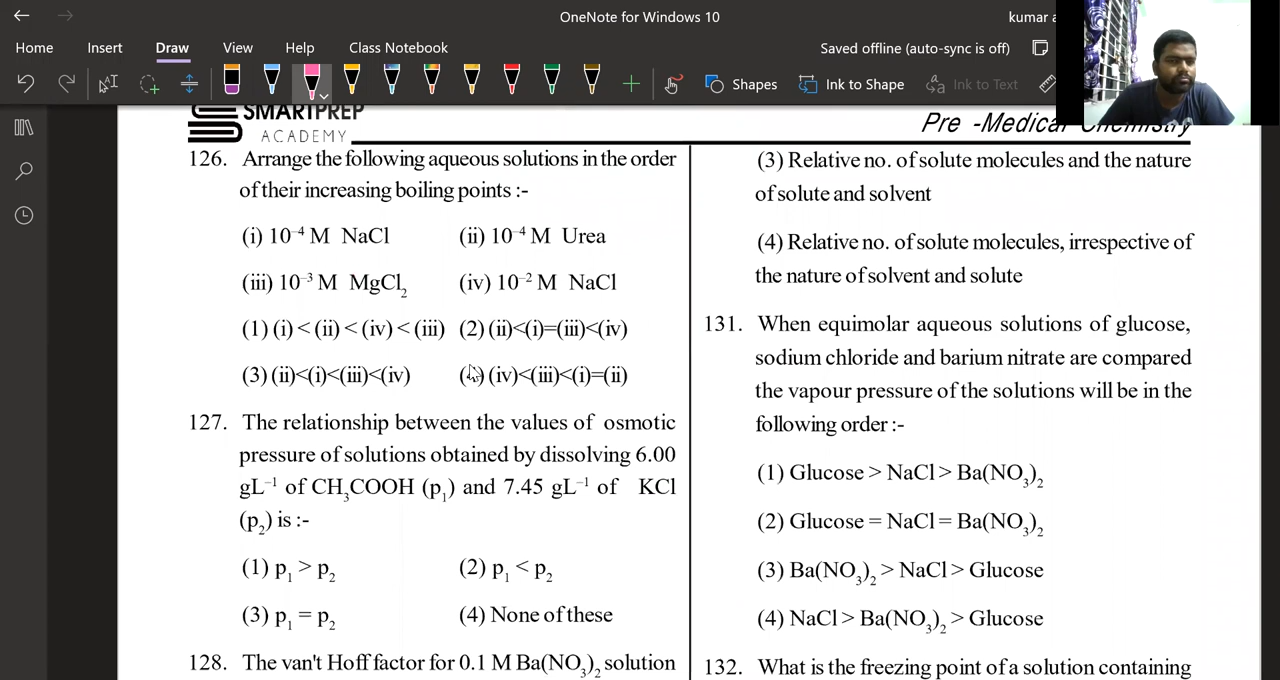 OneNote for Windows 10
kumar a
Home Insert Draw View Help Class Notebook
Saved offline (auto-sync is off)
Shapes Ink to Shape Ink to Text
SMARTPREP
ACADEMY
Pre -Medical Chemistry
126. Arrange the following aqueous solutions in the order
of their increasing boiling points :-
(i) 10⁻⁴ M NaCl (ii) 10⁻⁴ M Urea
(iii) 10⁻³ M MgCl₂ (iv) 10⁻² M NaCl
(1) (i) < (ii) < (iv) < (iii) (2) (ii)<(i)=(iii)<(iv)
(3) (ii)<(i)<(iii)<(iv) (iv)<(iii)<(i)=(ii)
127. The relationship between the values of osmotic
pressure of solutions obtained by dissolving 6.00
gL⁻¹ of CH₃COOH (p₁) and 7.45 gL⁻¹ of KCl
(p₂) is :-
(1) p₁ > p₂ (2) p₁ < p₂
(3) p₁ = p₂ (4) None of these
128. The van't Hoff factor for 0.1 M Ba(NO₃)₂ solution
(3) Relative no. of solute molecules and the nature
of solute and solvent
(4) Relative no. of solute molecules, irrespective of
the nature of solvent and solute
131. When equimolar aqueous solutions of glucose,
sodium chloride and barium nitrate are compared
the vapour pressure of the solutions will be in the
following order :-
(1) Glucose > NaCl > Ba(NO₃)₂
(2) Glucose = NaCl = Ba(NO₃)₂
(3) Ba(NO₃)₂ > NaCl > Glucose
(4) NaCl > Ba(NO₃)₂ > Glucose
132. What is the freezing point of a solution containing